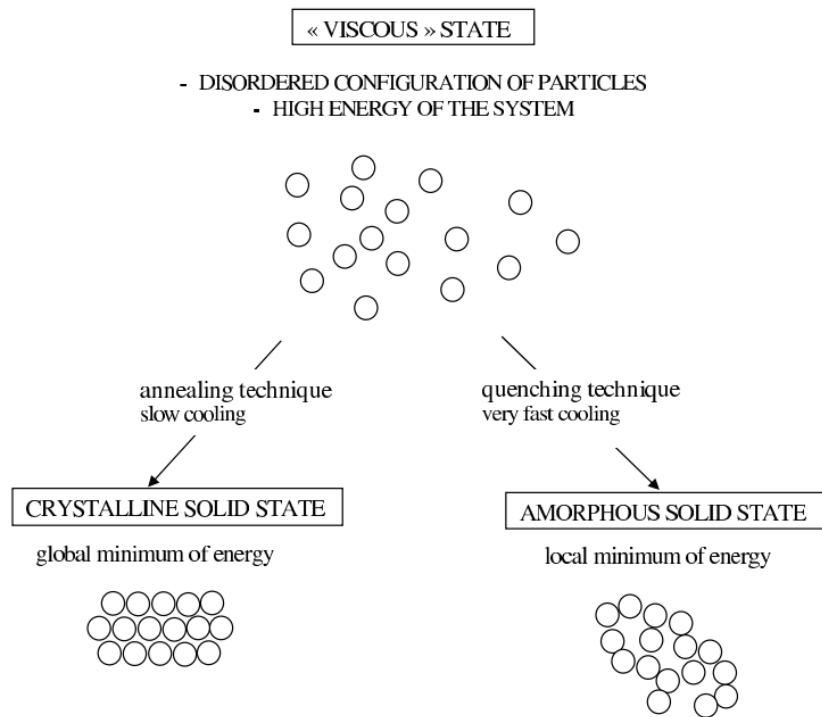 « VISCOUS » STATE
- DISORDERED CONFIGURATION OF PARTICLES
- HIGH ENERGY OF THE SYSTEM
annealing technique
slow cooling
quenching technique
very fast cooling
CRYSTALLINE SOLID STATE
global minimum of energy
AMORPHOUS SOLID STATE
local minimum of energy